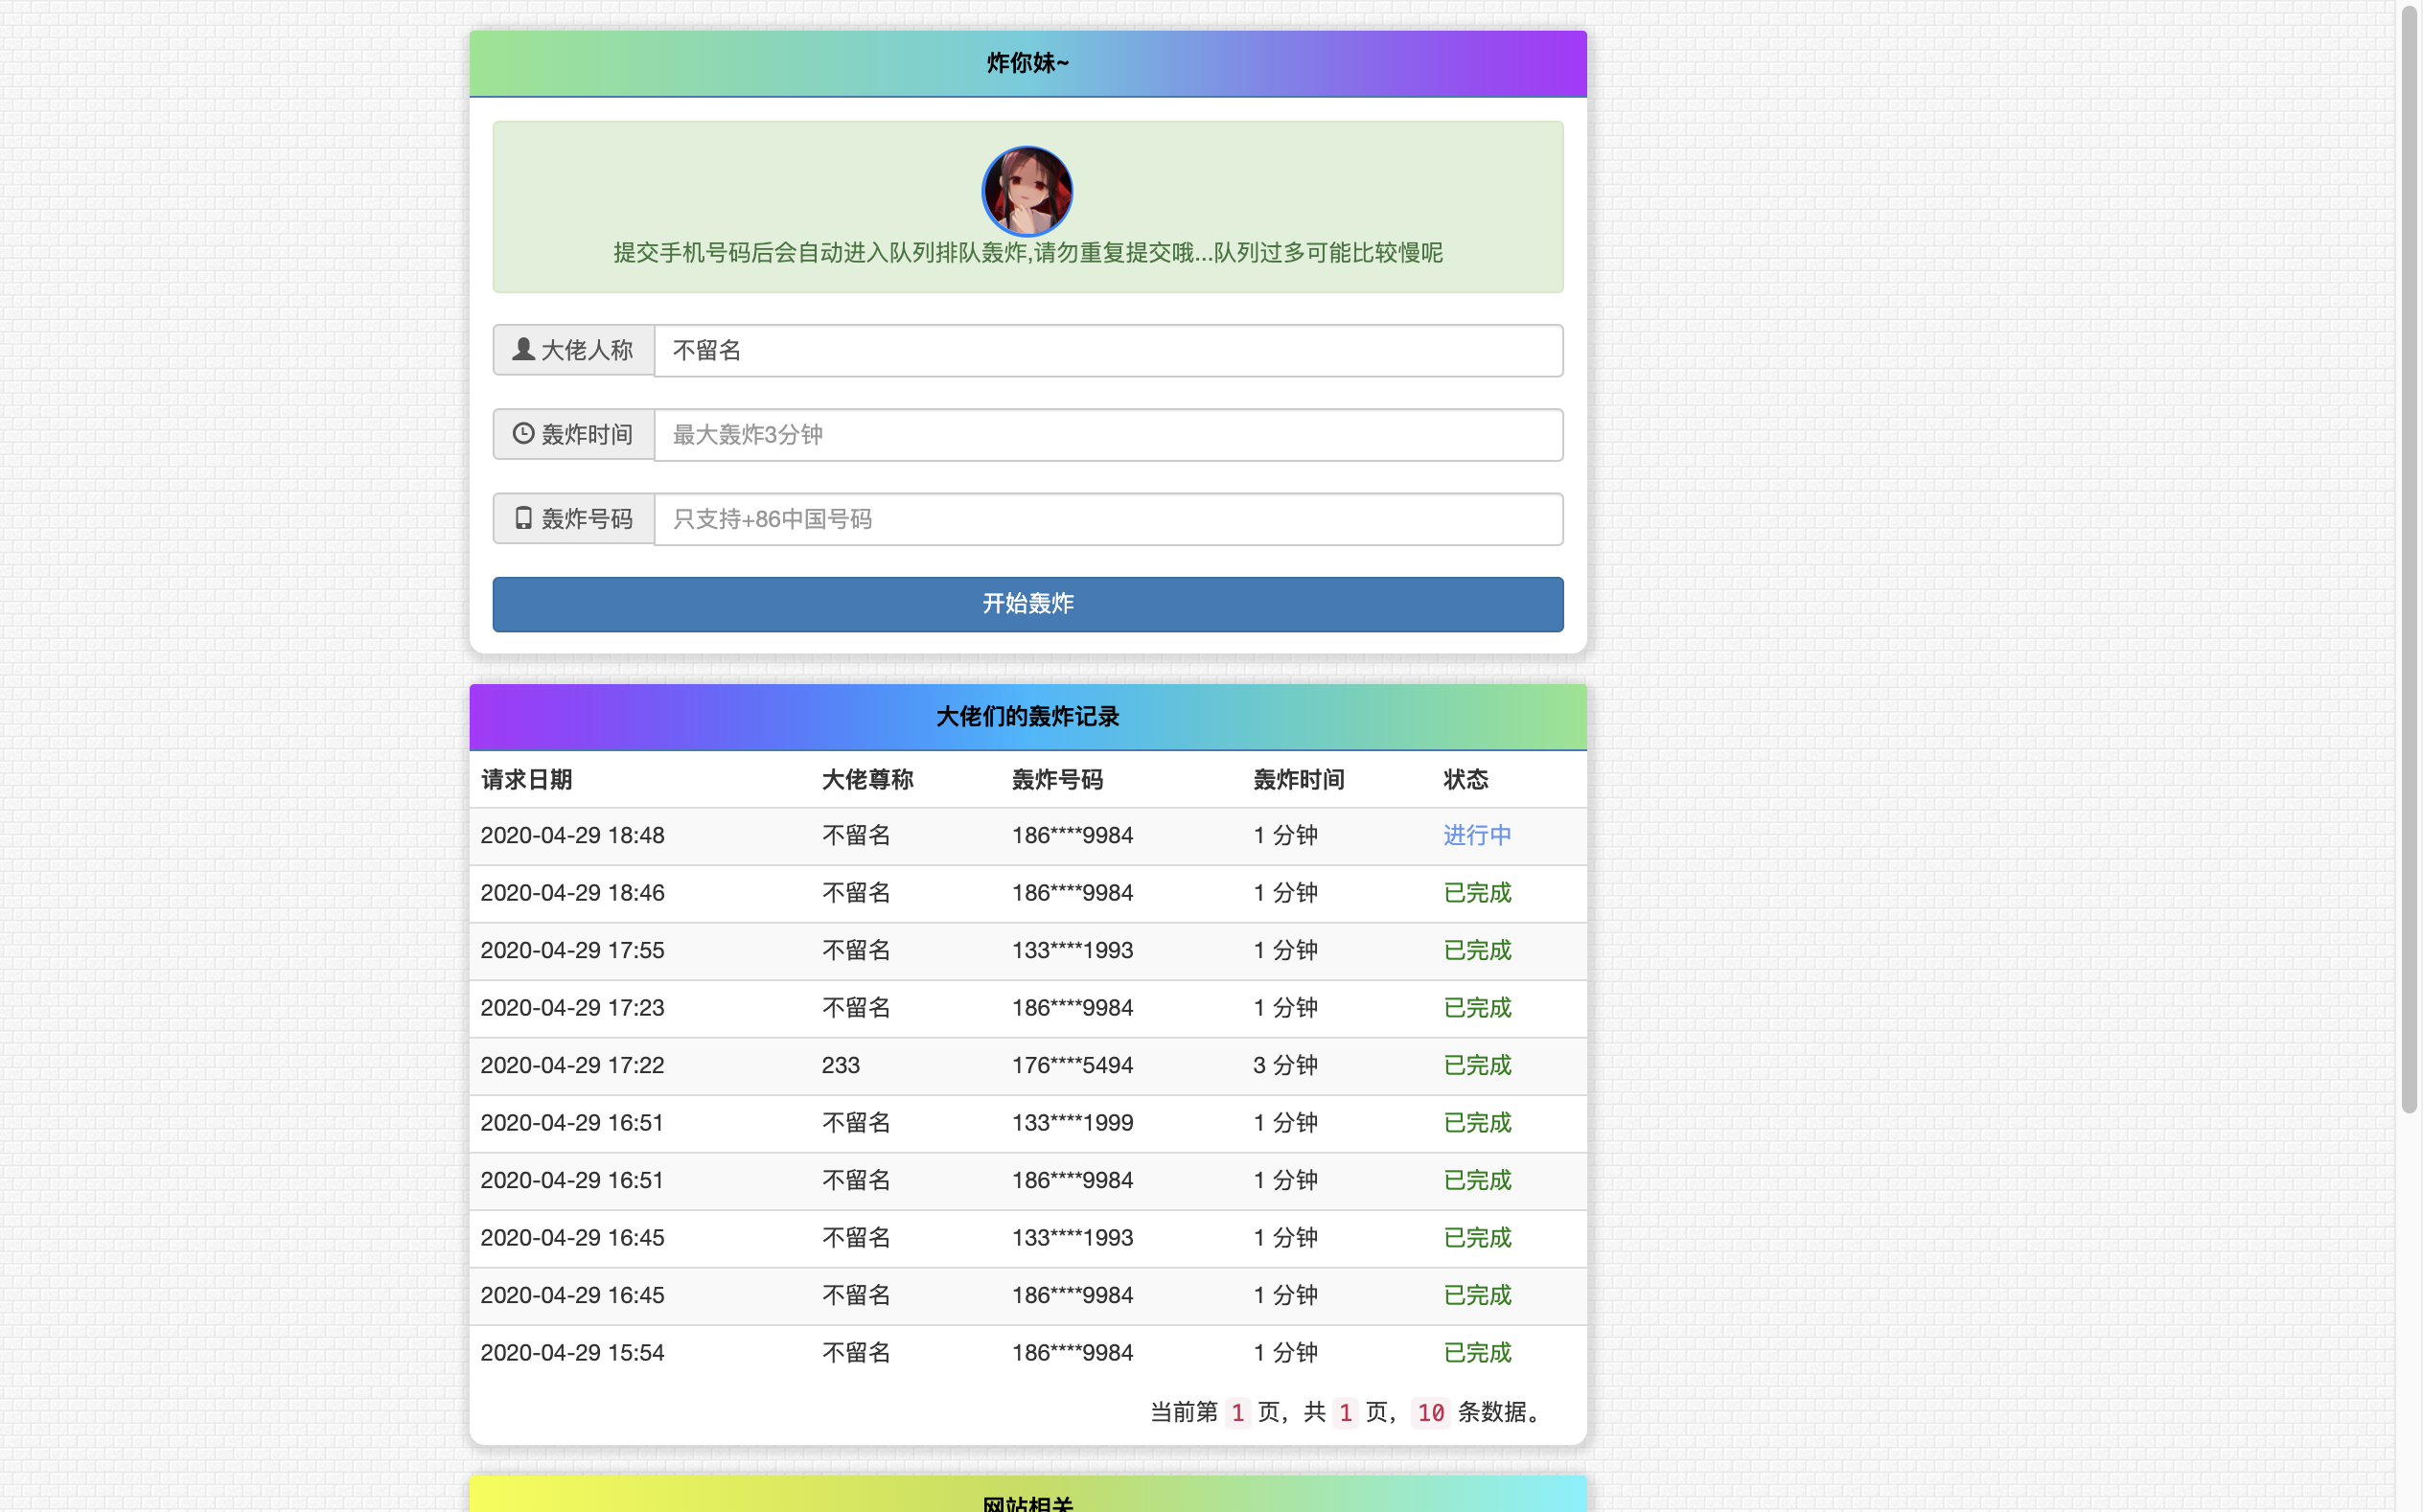 炸你妹~
提交手机号码后会自动进入队列排队轰炸,请勿重复提交哦...队列过多可能比较慢呢
大佬人称 不留名
轰炸时间 最大轰炸3分钟
轰炸号码 只支持+86中国号码
开始轰炸
大佬们的轰炸记录
请求日期 大佬尊称 轰炸号码 轰炸时间 状态
2020-04-29 18:48 不留名 186****9984 1 分钟 进行中
2020-04-29 18:46 不留名 186****9984 1 分钟 已完成
2020-04-29 17:55 不留名 133****1993 1 分钟 已完成
2020-04-29 17:23 不留名 186****9984 1 分钟 已完成
2020-04-29 17:22 233 176****5494 3 分钟 已完成
2020-04-29 16:51 不留名 133****1999 1 分钟 已完成
2020-04-29 16:51 不留名 186****9984 1 分钟 已完成
2020-04-29 16:45 不留名 133****1993 1 分钟 已完成
2020-04-29 16:45 不留名 186****9984 1 分钟 已完成
2020-04-29 15:54 不留名 186****9984 1 分钟 已完成
当前第 1 页，共 1 页，10 条数据。
网站相关